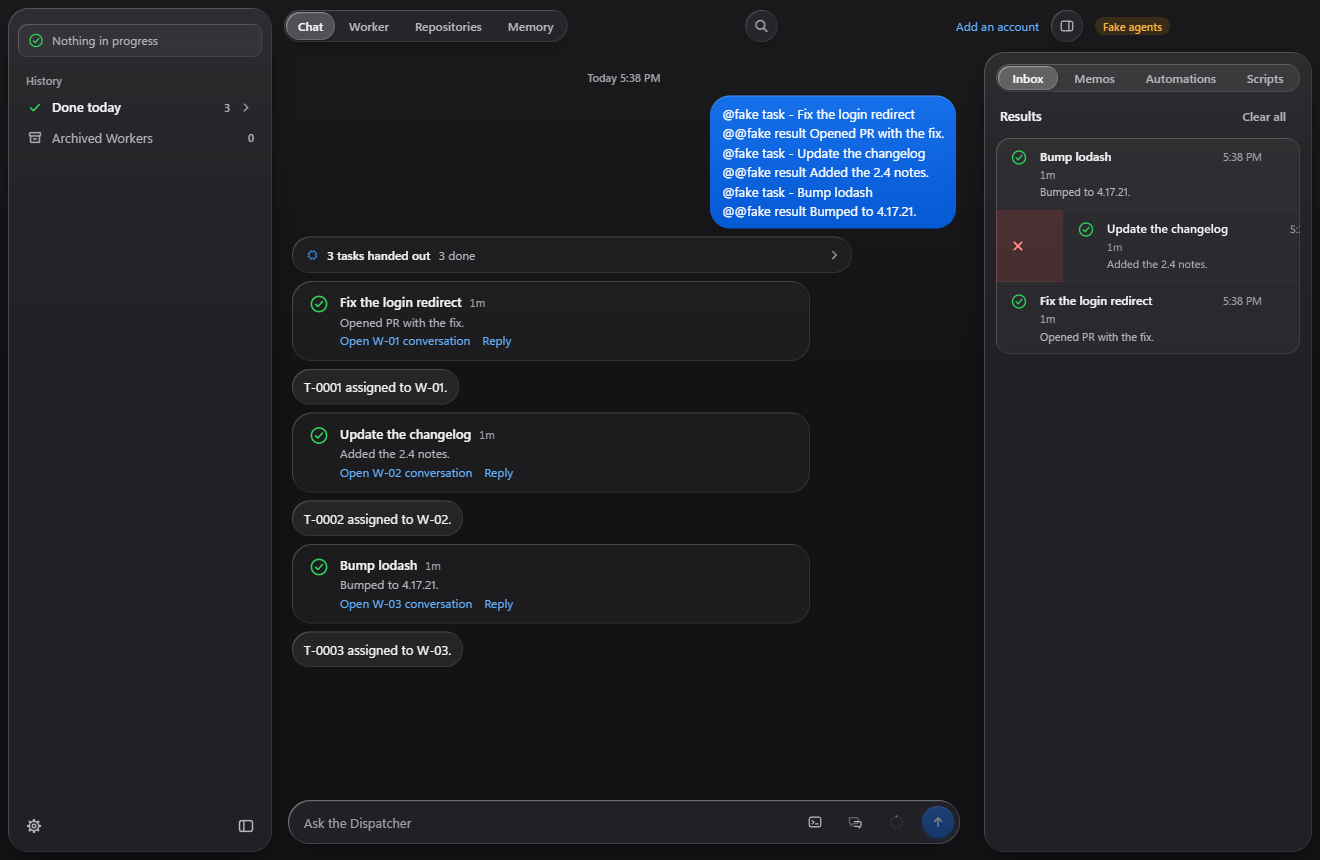 Nothing in progress
History
Done today 3
Archived Workers 0
Chat Worker Repositories Memory
Add an account
Fake agents
Today 5:38 PM
@fake task - Fix the login redirect
@@fake result Opened PR with the fix.
@fake task - Update the changelog
@@fake result Added the 2.4 notes.
@fake task - Bump lodash
@@fake result Bumped to 4.17.21.
3 tasks handed out 3 done
Fix the login redirect 1m
Opened PR with the fix.
Open W-01 conversation Reply
T-0001 assigned to W-01.
Update the changelog 1m
Added the 2.4 notes.
Open W-02 conversation Reply
T-0002 assigned to W-02.
Bump lodash 1m
Bumped to 4.17.21.
Open W-03 conversation Reply
T-0003 assigned to W-03.
Ask the Dispatcher
Inbox Memos Automations Scripts
Results Clear all
Bump lodash 5:38 PM
1m
Bumped to 4.17.21.
Update the changelog
1m
Added the 2.4 notes.
Fix the login redirect 5:38 PM
1m
Opened PR with the fix.